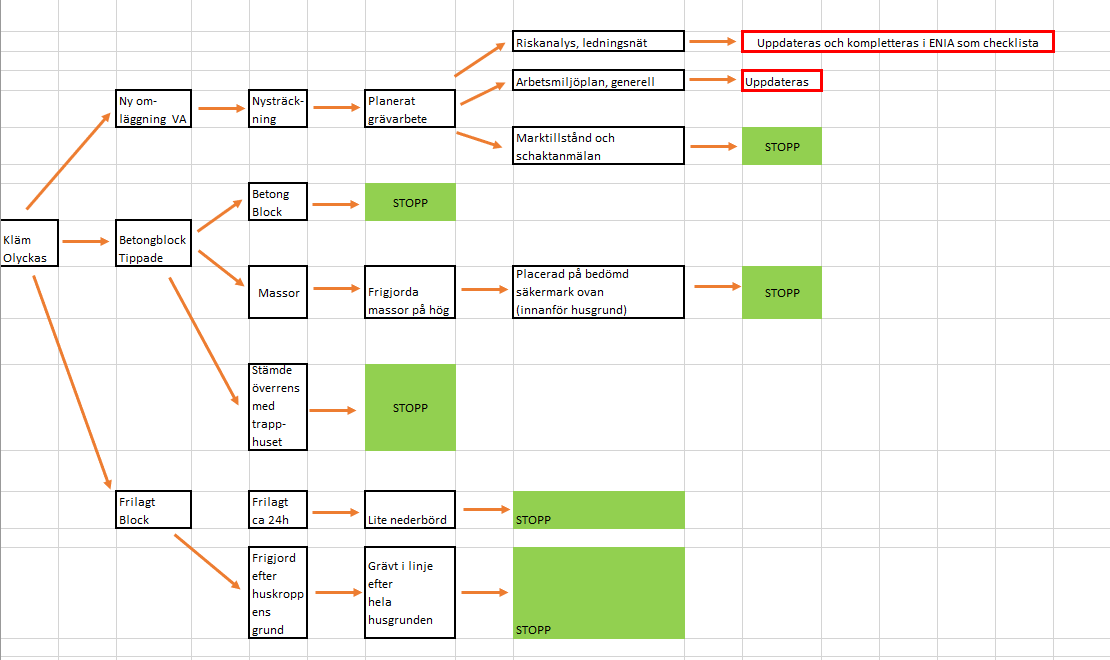 Riskanalys, ledningsnät
Uppdateras och kompletteras i ENIA som checklista
Arbetsmiljöplan, generell
Uppdateras
Ny om-
läggning VA
Nysträck-
ning
Planerat
grävarbete
Marktillstånd och
schaktanmälan
STOPP
Betong
Block
STOPP
Kläm
Olyckas
Betongblock
Tippade
Massor
Frigjorda
massor på hög
Placerad på bedömd
säkermark ovan
(innanför husgrund)
STOPP
Stämde
överrens
med
trapp-
huset
STOPP
Frilagt
Block
Frilagt
ca 24h
Lite nederbörd
STOPP
Frigjord
efter
huskropp
ens
grund
Grävt i linje
efter
hela
husgrunden
STOPP